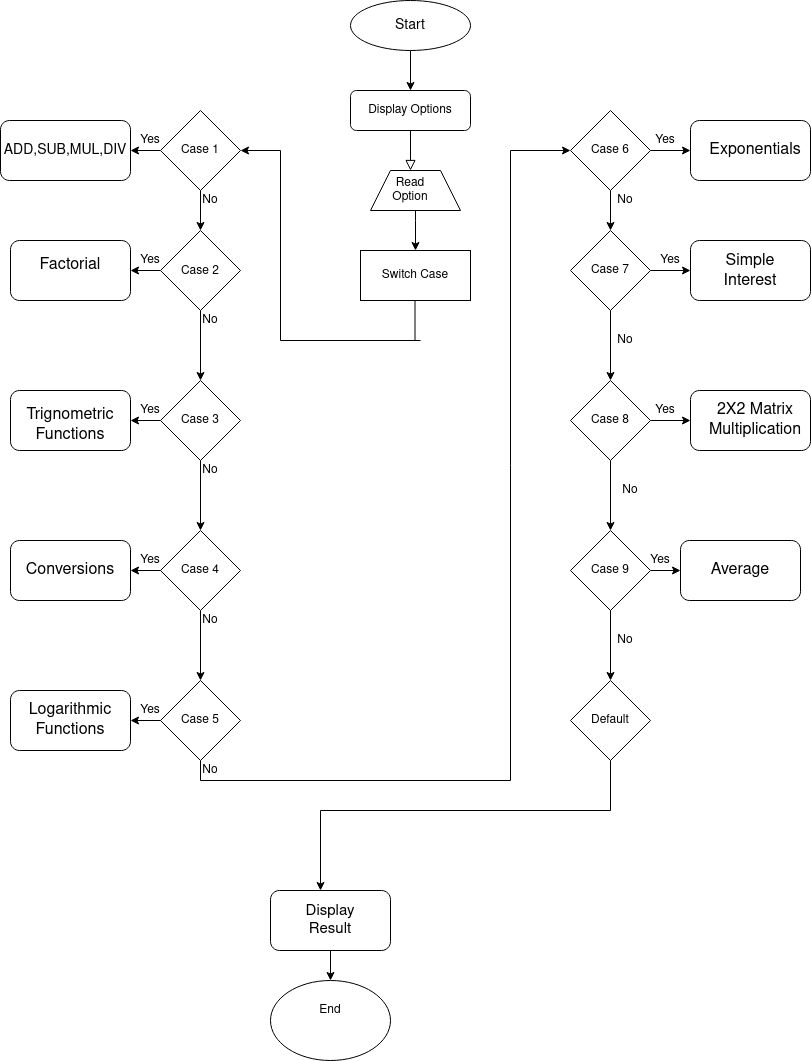 Start
Display Options
Read
Option
Switch Case
ADD,SUB,MUL,DIV
Yes
Case 1
No
Factorial
Yes
Case 2
No
Trignometric
Functions
Yes
Case 3
No
Conversions
Yes
Case 4
No
Logarithmic
Functions
Yes
Case 5
No
Case 6
Yes
Exponentials
No
Case 7
Yes
Simple
Interest
No
Case 8
Yes
2X2 Matrix
Multiplication
No
Case 9
Yes
Average
No
Default
Display
Result
End